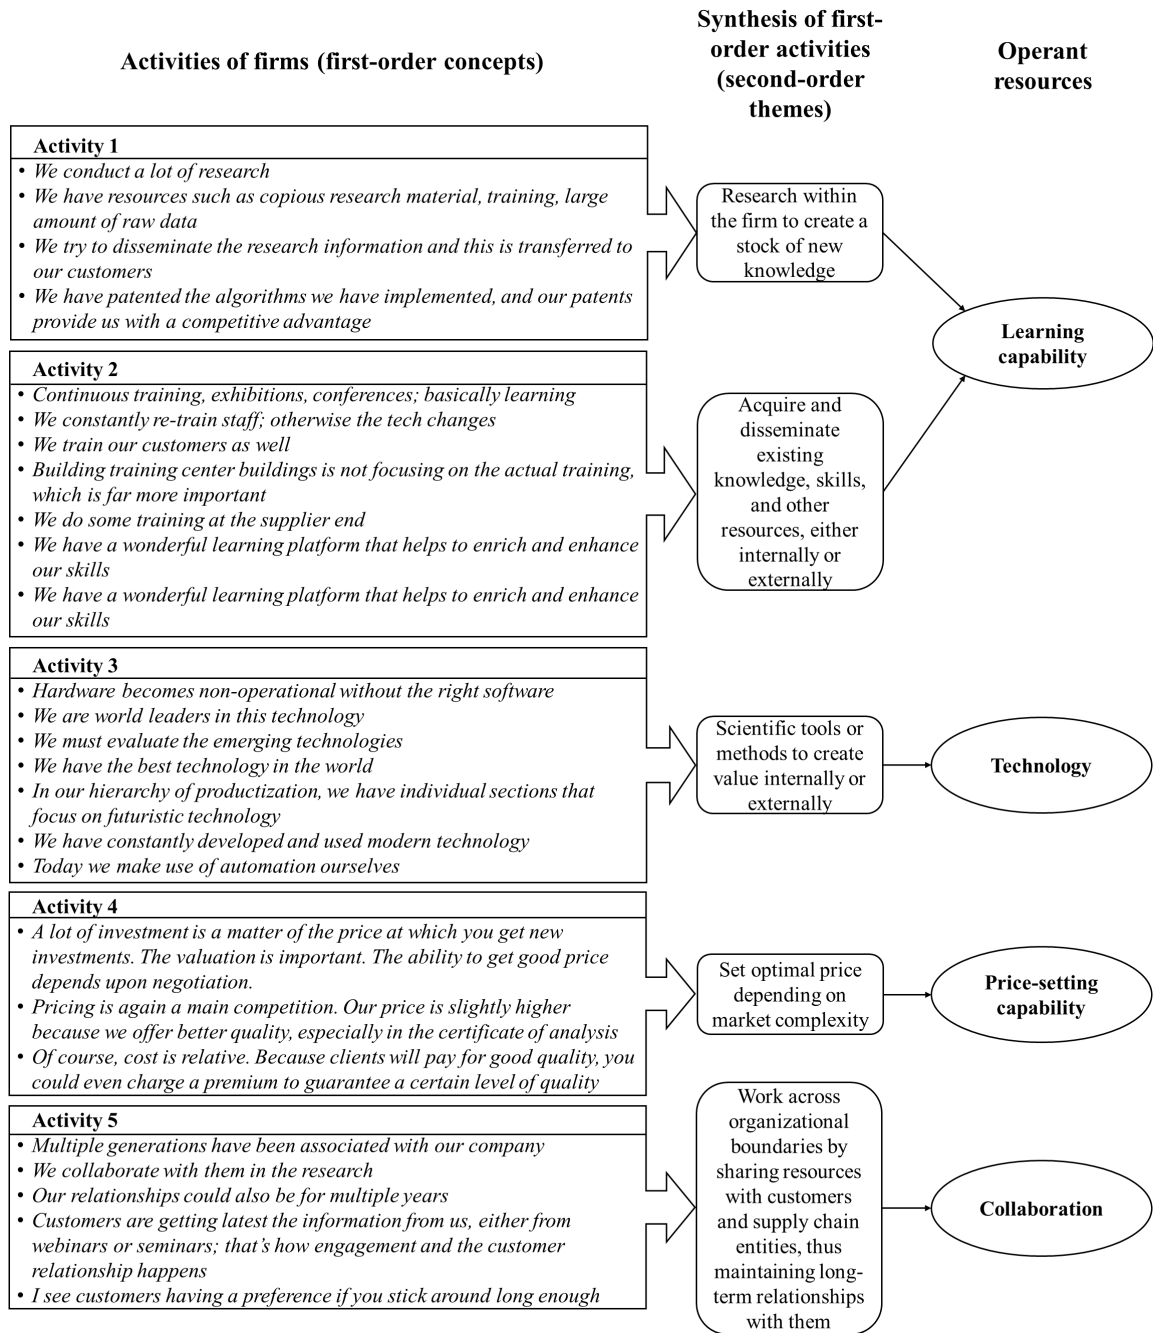 Activities of firms (first-order concepts)
Synthesis of first-
order activities
(second-order
themes)
Operant
resources
Activity 1
• We conduct a lot of research
• We have resources such as copious research material, training, large
amount of raw data
• We try to disseminate the research information and this is transferred to
our customers
• We have patented the algorithms we have implemented, and our patents
provide us with a competitive advantage
Research within
the firm to create a
stock of new
knowledge
Learning
capability
Activity 2
• Continuous training, exhibitions, conferences; basically learning
• We constantly re-train staff; otherwise the tech changes
• We train our customers as well
• Building training center buildings is not focusing on the actual training,
which is far more important
• We do some training at the supplier end
• We have a wonderful learning platform that helps to enrich and enhance
our skills
• We have a wonderful learning platform that helps to enrich and enhance
our skills
Acquire and
disseminate
existing
knowledge, skills,
and other
resources, either
internally or
externally
Activity 3
• Hardware becomes non-operational without the right software
• We are world leaders in this technology
• We must evaluate the emerging technologies
• We have the best technology in the world
• In our hierarchy of productization, we have individual sections that
focus on futuristic technology
• We have constantly developed and used modern technology
• Today we make use of automation ourselves
Scientific tools or
methods to create
value internally or
externally
Technology
Activity 4
• A lot of investment is a matter of the price at which you get new
investments. The valuation is important. The ability to get good price
depends upon negotiation.
• Pricing is again a main competition. Our price is slightly higher
because we offer better quality, especially in the certificate of analysis
• Of course, cost is relative. Because clients will pay for good quality, you
could even charge a premium to guarantee a certain level of quality
Set optimal price
depending on
market complexity
Price-setting
capability
Activity 5
• Multiple generations have been associated with our company
• We collaborate with them in the research
• Our relationships could also be for multiple years
• Customers are getting latest the information from us, either from
webinars or seminars; that’s how engagement and the customer
relationship happens
• I see customers having a preference if you stick around long enough
Work across
organizational
boundaries by
sharing resources
with customers
and supply chain
entities, thus
maintaining long-
term relationships
with them
Collaboration